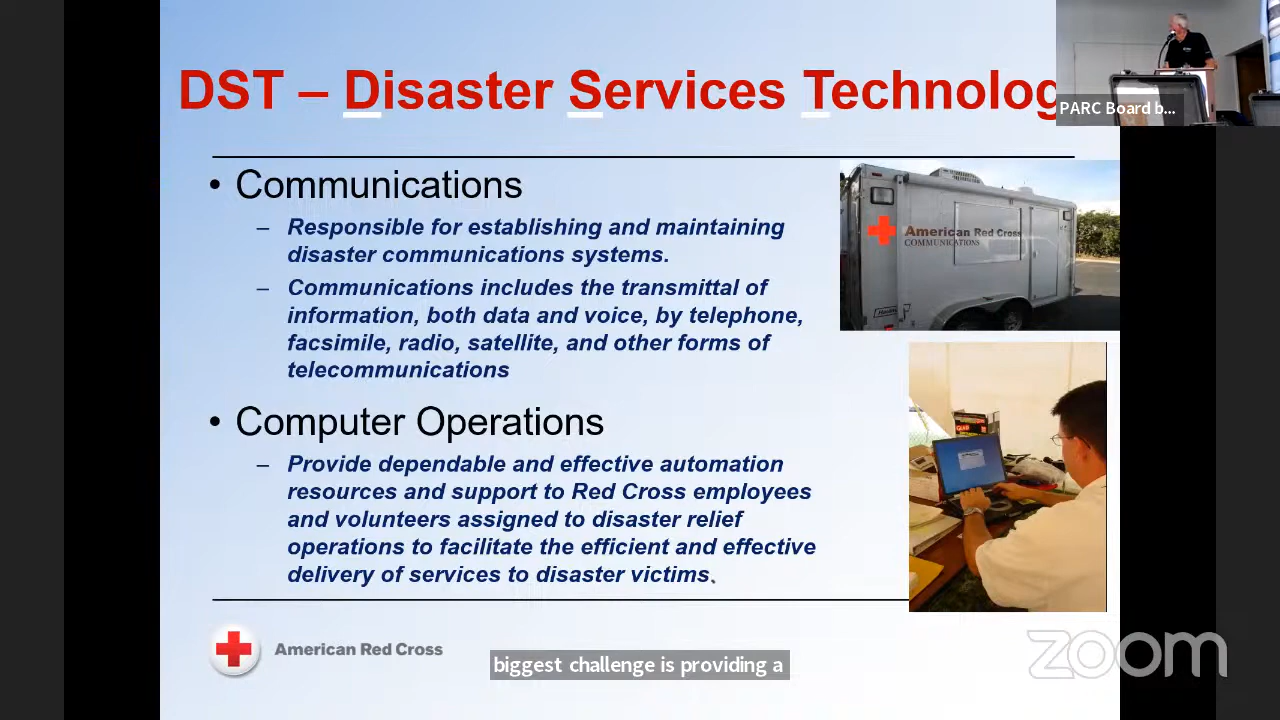 DST – Disaster Services Technolog
PARC Board b...
• Communications
– Responsible for establishing and maintaining
disaster communications systems.
– Communications includes the transmittal of
information, both data and voice, by telephone,
facsimile, radio, satellite, and other forms of
telecommunications
American Red Cross
COMMUNICATIONS
• Computer Operations
– Provide dependable and effective automation
resources and support to Red Cross employees
and volunteers assigned to disaster relief
operations to facilitate the efficient and effective
delivery of services to disaster victims.
American Red Cross
biggest challenge is providing a
zoom